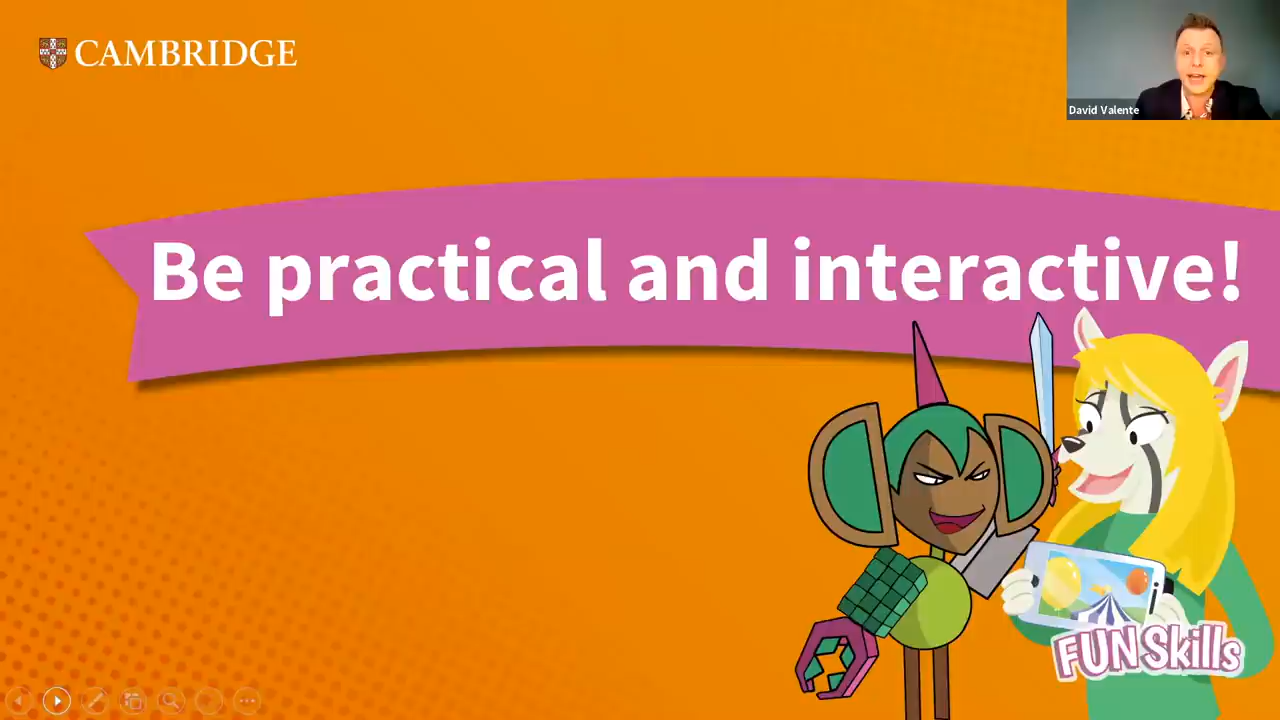 CAMBRIDGE
David Valente
Be practical and interactive!
FUN Skills